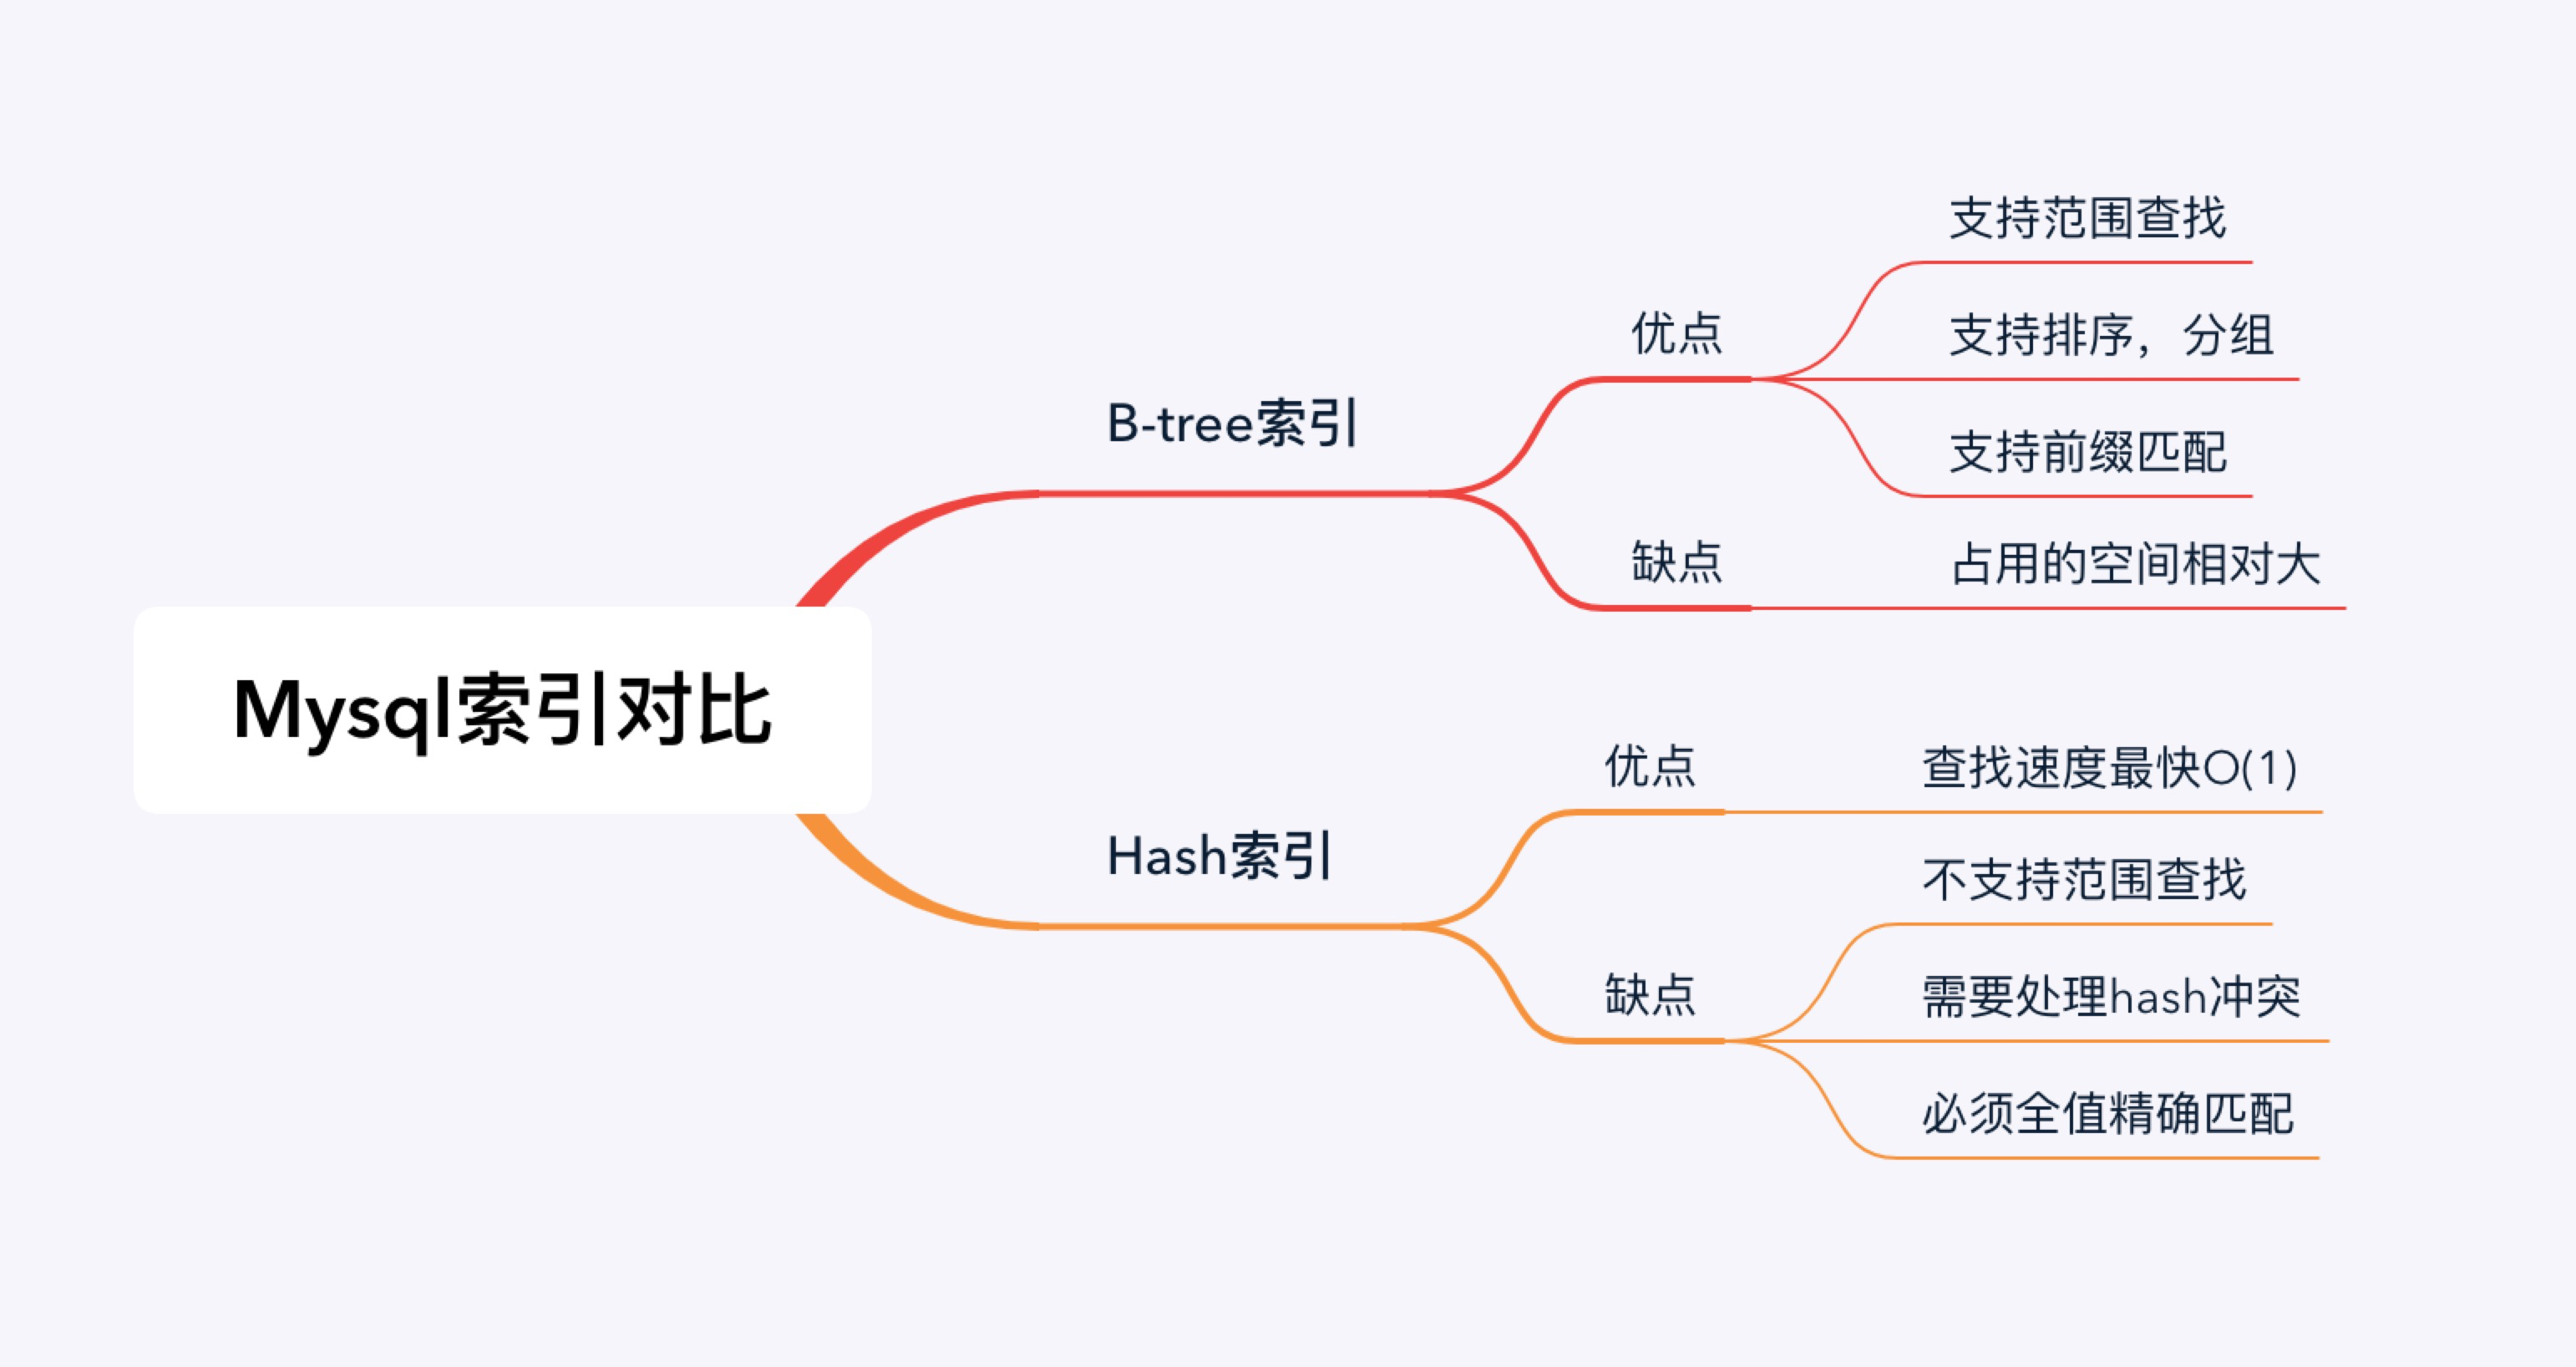 Mysql索引对比
B-tree索引
优点
支持范围查找
支持排序，分组
支持前缀匹配
缺点
占用的空间相对大
Hash索引
优点
查找速度最快O(1)
缺点
不支持范围查找
需要处理hash冲突
必须全值精确匹配